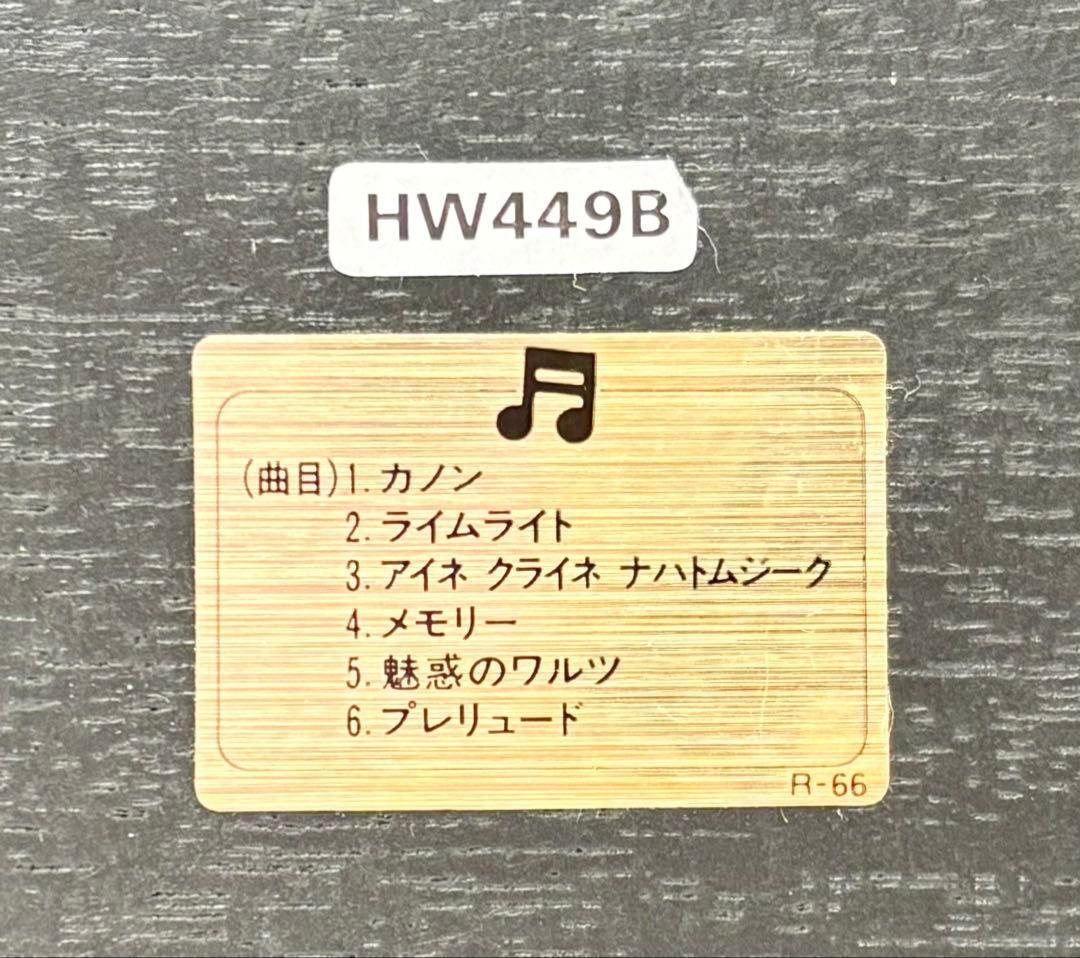 HW449B
(曲目)1.カノン
2.ライムライト
3.アイネ クライネ ナハトムジーク
4.メモリー
5.魅惑のワルツ
6.プレリュード
R-66